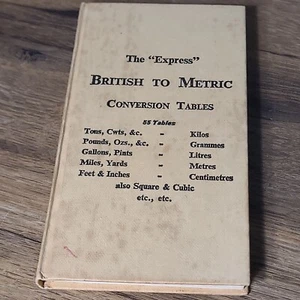 The "Express"
BRITISH TO METRIC
CONVERSION TABLES
55 Tables
Tons, Cwts, &c. „ Kilos
Pounds, Ozs., &c. „ Grammes
Gallons, Pints „ Litres
Miles, Yards „ Metres
Feet & Inches „ Centimetres
also Square & Cubic
etc., etc.